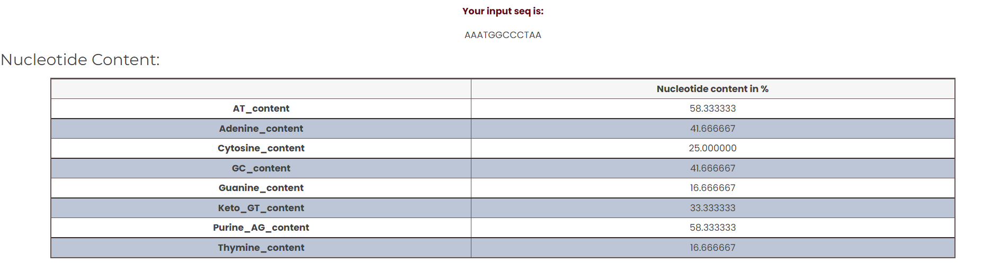 Your input seq is:
AAATGGCCCTAA
Nucleotide Content:
Nucleotide content in %
AT_content 58.333333
Adenine_content 41.666667
Cytosine_content 25.000000
GC_content 41.666667
Guanine_content 16.666667
Keto_GT_content 33.333333
Purine_AG_content 58.333333
Thymine_content 16.666667